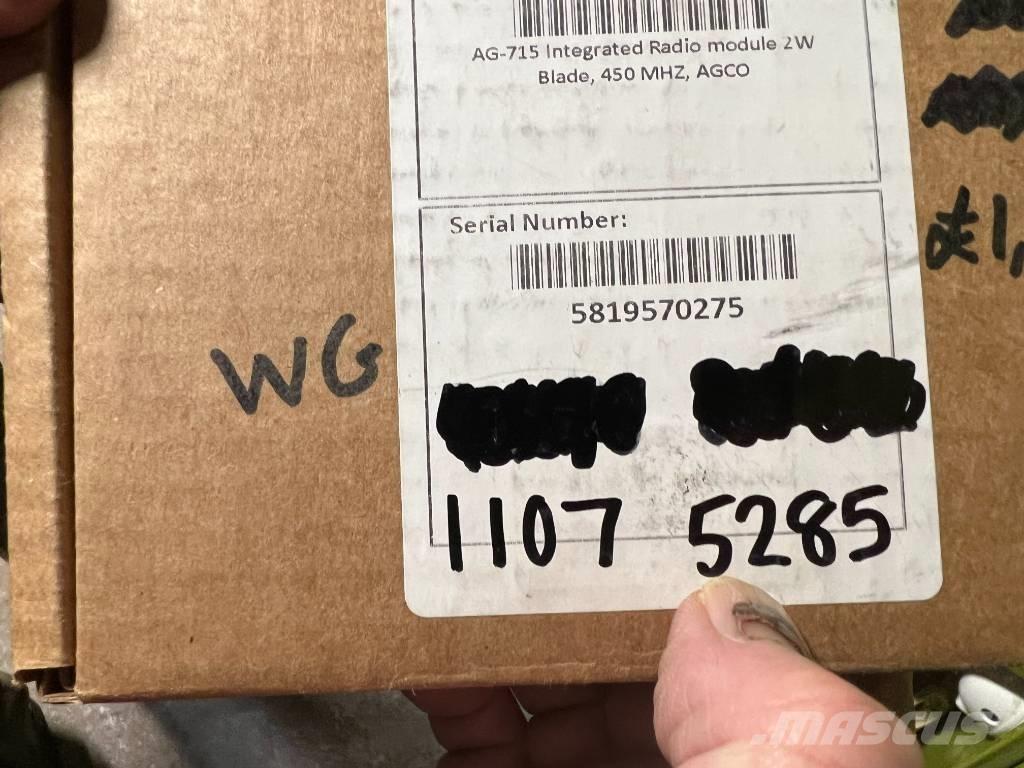 AG-715 Integrated Radio module 2W
Blade, 450 MHZ, AGCO
Serial Number:
5819570275
WG
1107 5285
MASCUS